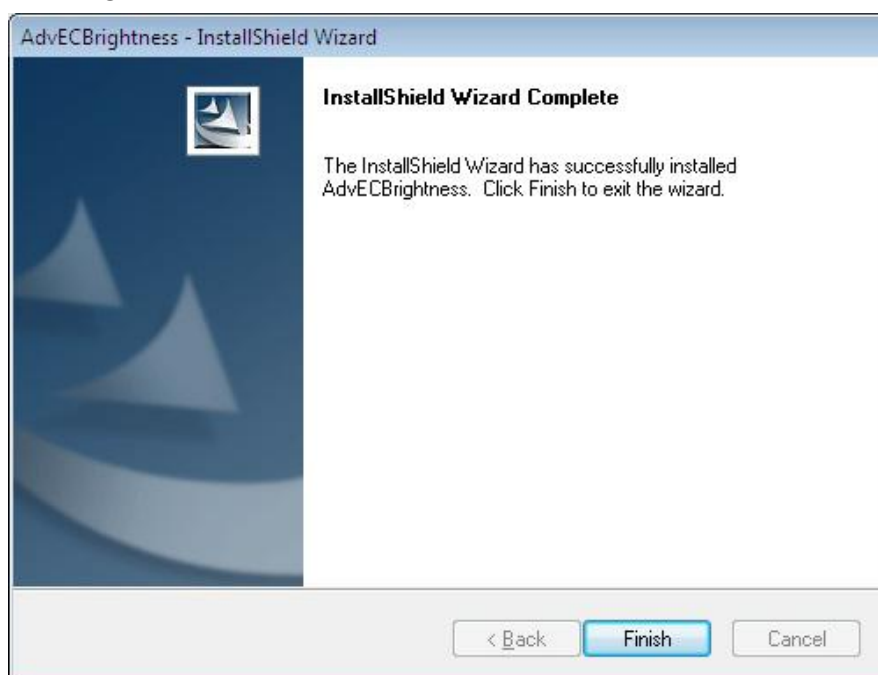 AdvECBrightness - InstallShield Wizard
InstallShield Wizard Complete
The InstallShield Wizard has successfully installed
AdvECBrightness. Click Finish to exit the wizard.
< Back
Finish
Cancel